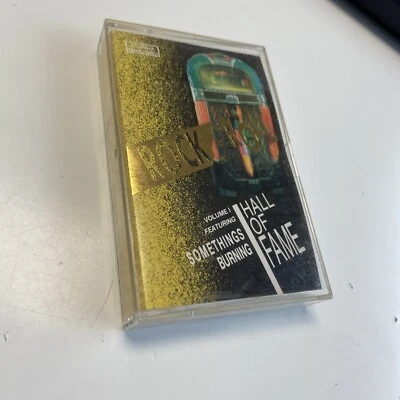 ROCK
VOLUME I
FEATURING
SOMETHINGS
BURNING
HALL
OF
FAME